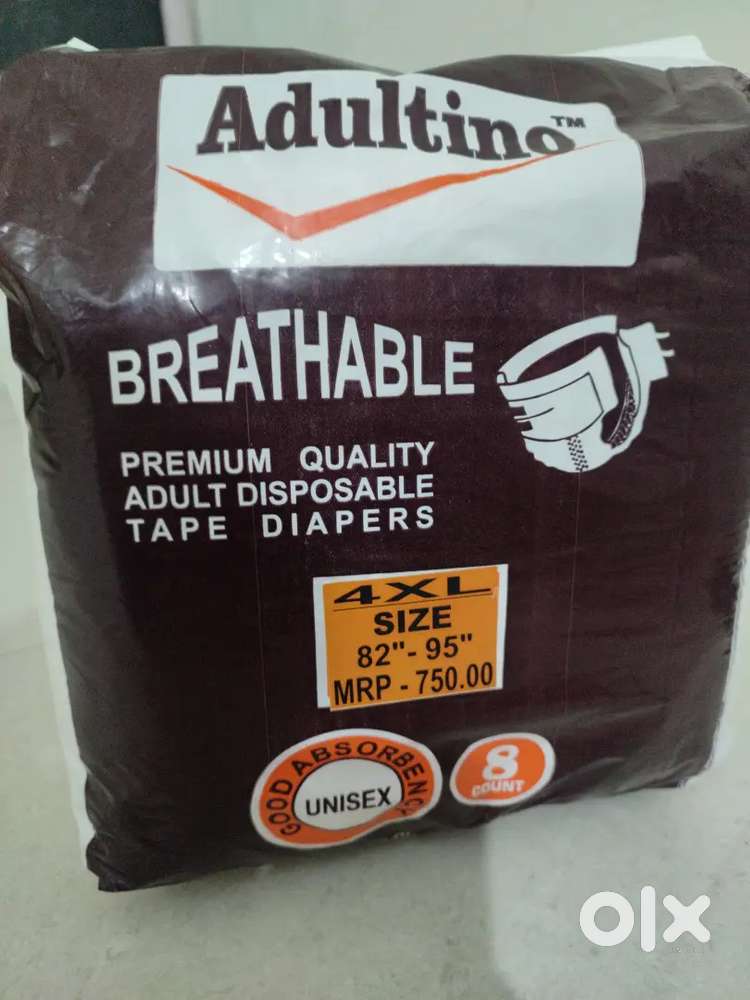 Adultino™
BREATHABLE
PREMIUM QUALITY
ADULT DISPOSABLE
TAPE DIAPERS
4XL
SIZE
82"- 95"
MRP - 750.00
GOOD ABSORBENCY
UNISEX
8
COUNT
olx